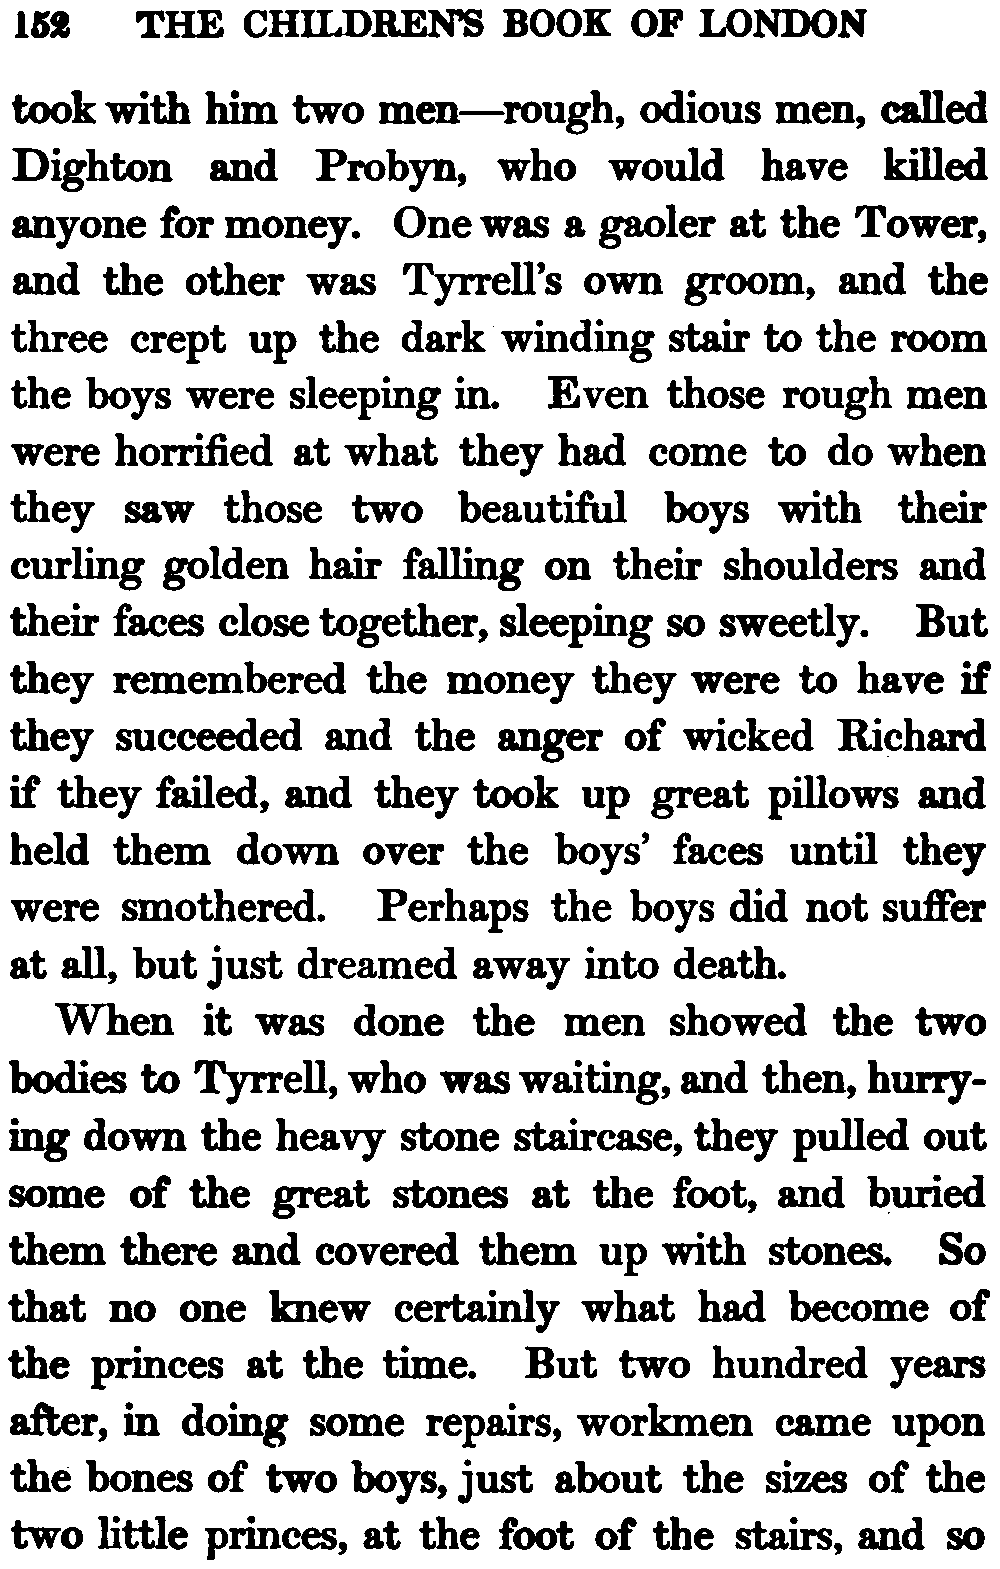 152 THE CHILDREN'S BOOK OF LONDON
took with him two men—rough, odious men, called
Dighton and Probyn, who would have killed
anyone for money. One was a gaoler at the Tower,
and the other was Tyrrell's own groom, and the
three crept up the dark winding stair to the room
the boys were sleeping in. Even those rough men
were horrified at what they had come to do when
they saw those two beautiful boys with their
curling golden hair falling on their shoulders and
their faces close together, sleeping so sweetly. But
they remembered the money they were to have if
they succeeded and the anger of wicked Richard
if they failed, and they took up great pillows and
held them down over the boys' faces until they
were smothered. Perhaps the boys did not suffer
at all, but just dreamed away into death.
When it was done the men showed the two
bodies to Tyrrell, who was waiting, and then, hurry-
ing down the heavy stone staircase, they pulled out
some of the great stones at the foot, and buried
them there and covered them up with stones. So
that no one knew certainly what had become of
the princes at the time. But two hundred years
after, in doing some repairs, workmen came upon
the bones of two boys, just about the sizes of the
two little princes, at the foot of the stairs, and so